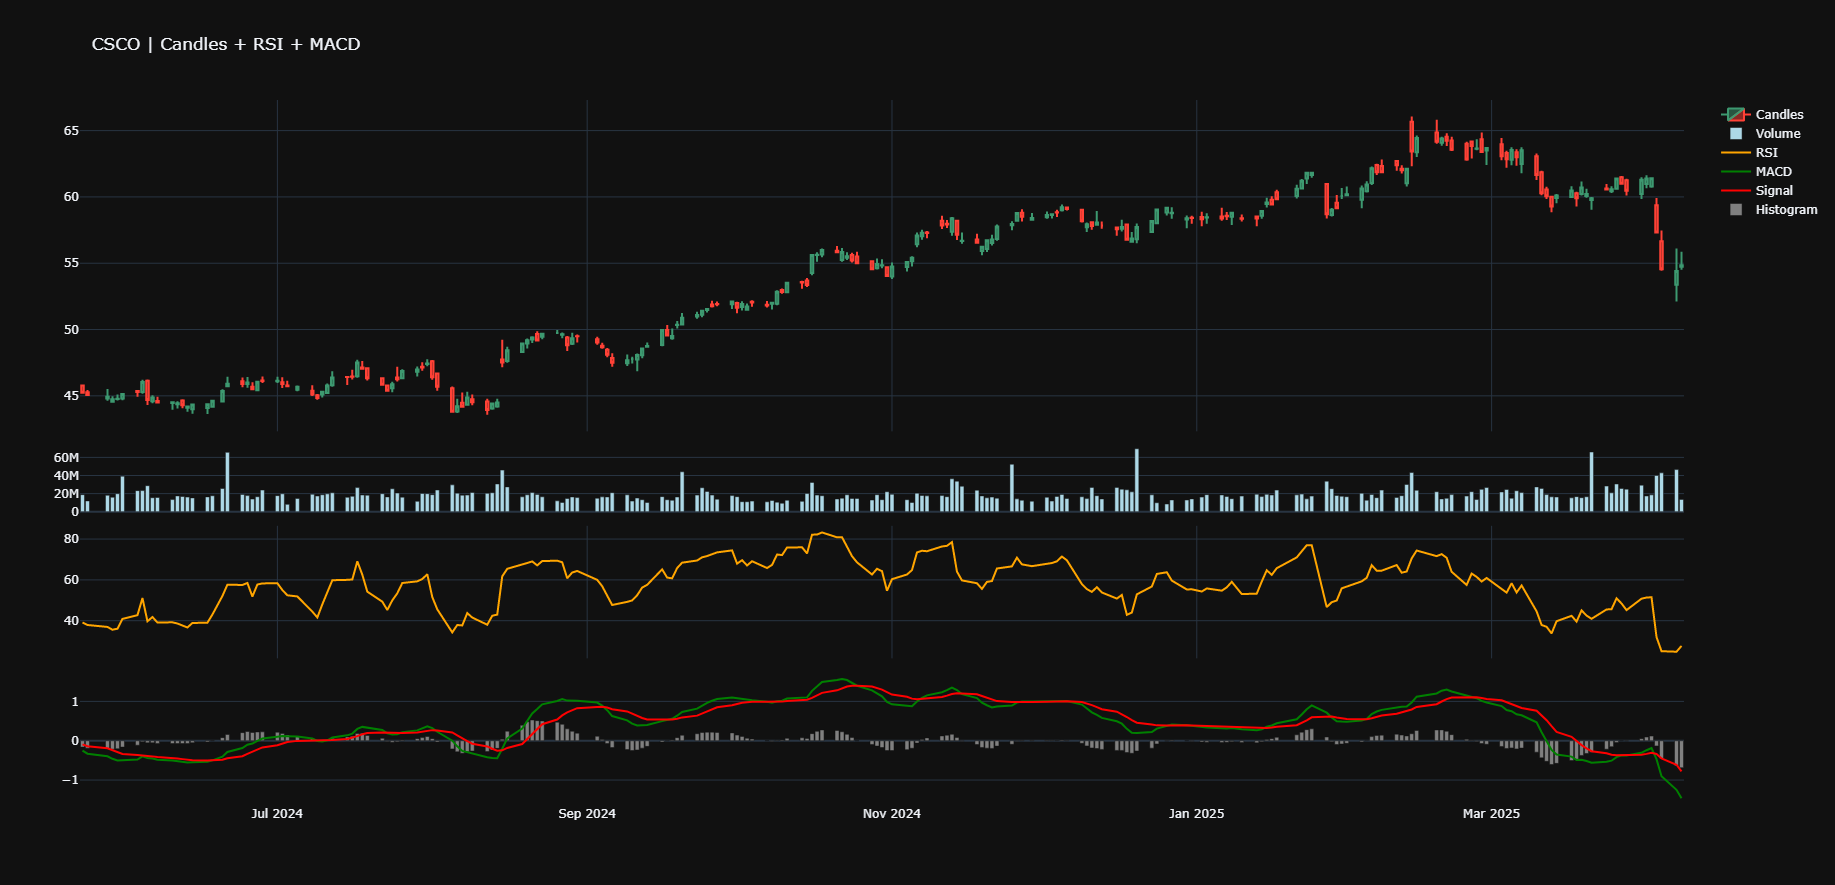 CSCO | Candles + RSI + MACD
65
60
55
50
45
60M
40M
20M
0
80
60
40
1
0
−1
Jul 2024
Sep 2024
Nov 2024
Jan 2025
Mar 2025
Candles
Volume
RSI
MACD
Signal
Histogram